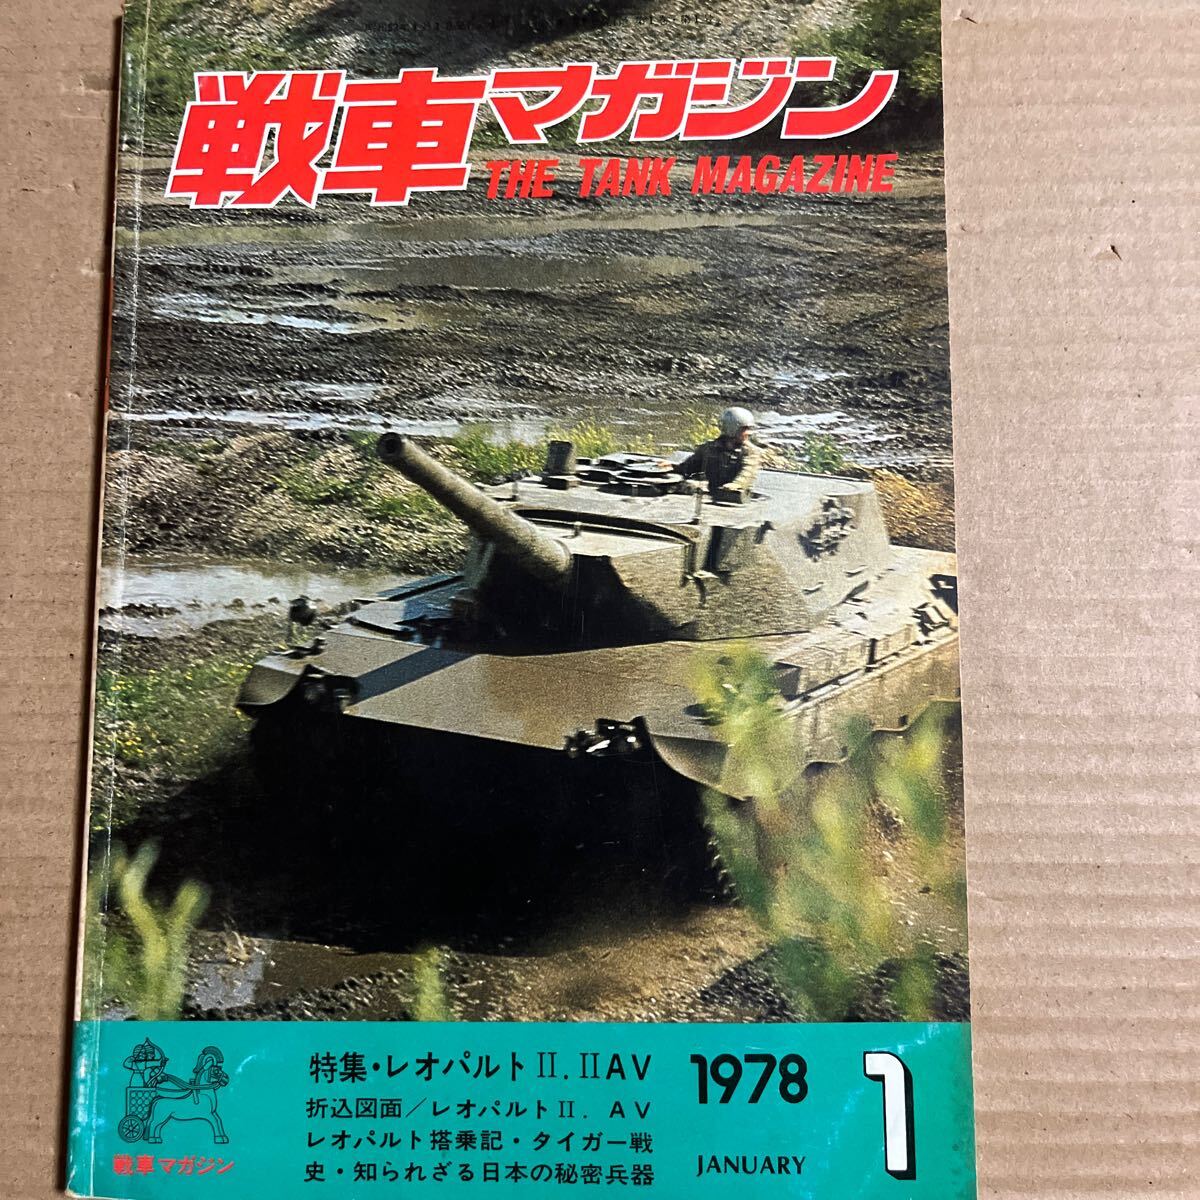 戦車マガジン
THE TANK MAGAZINE
特集・レオパルトⅡ.ⅡAV
折込図面/レオパルトⅡ. AV
レオパルト搭乗記・タイガー戦
史・知られざる日本の秘密兵器
1978
JANUARY
1
戦車マガジン